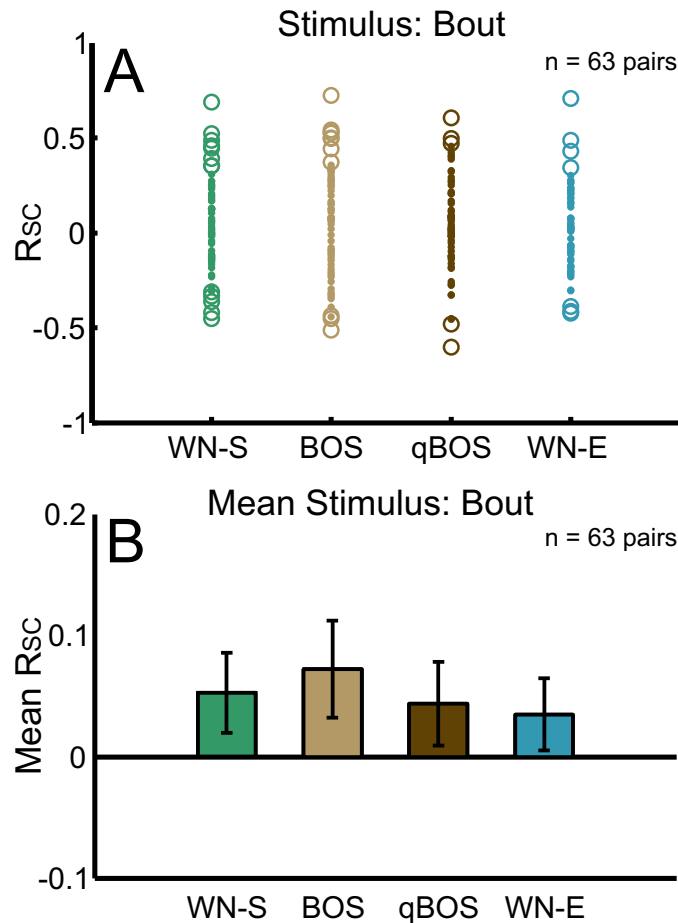 Stimulus: Bout
A
n = 63 pairs
1
0.5
0
-0.5
-1
RSC
WN-S BOS qBOS WN-E
Mean Stimulus: Bout
B
n = 63 pairs
0.2
0.1
0
-0.1
Mean RSC
WN-S BOS qBOS WN-E